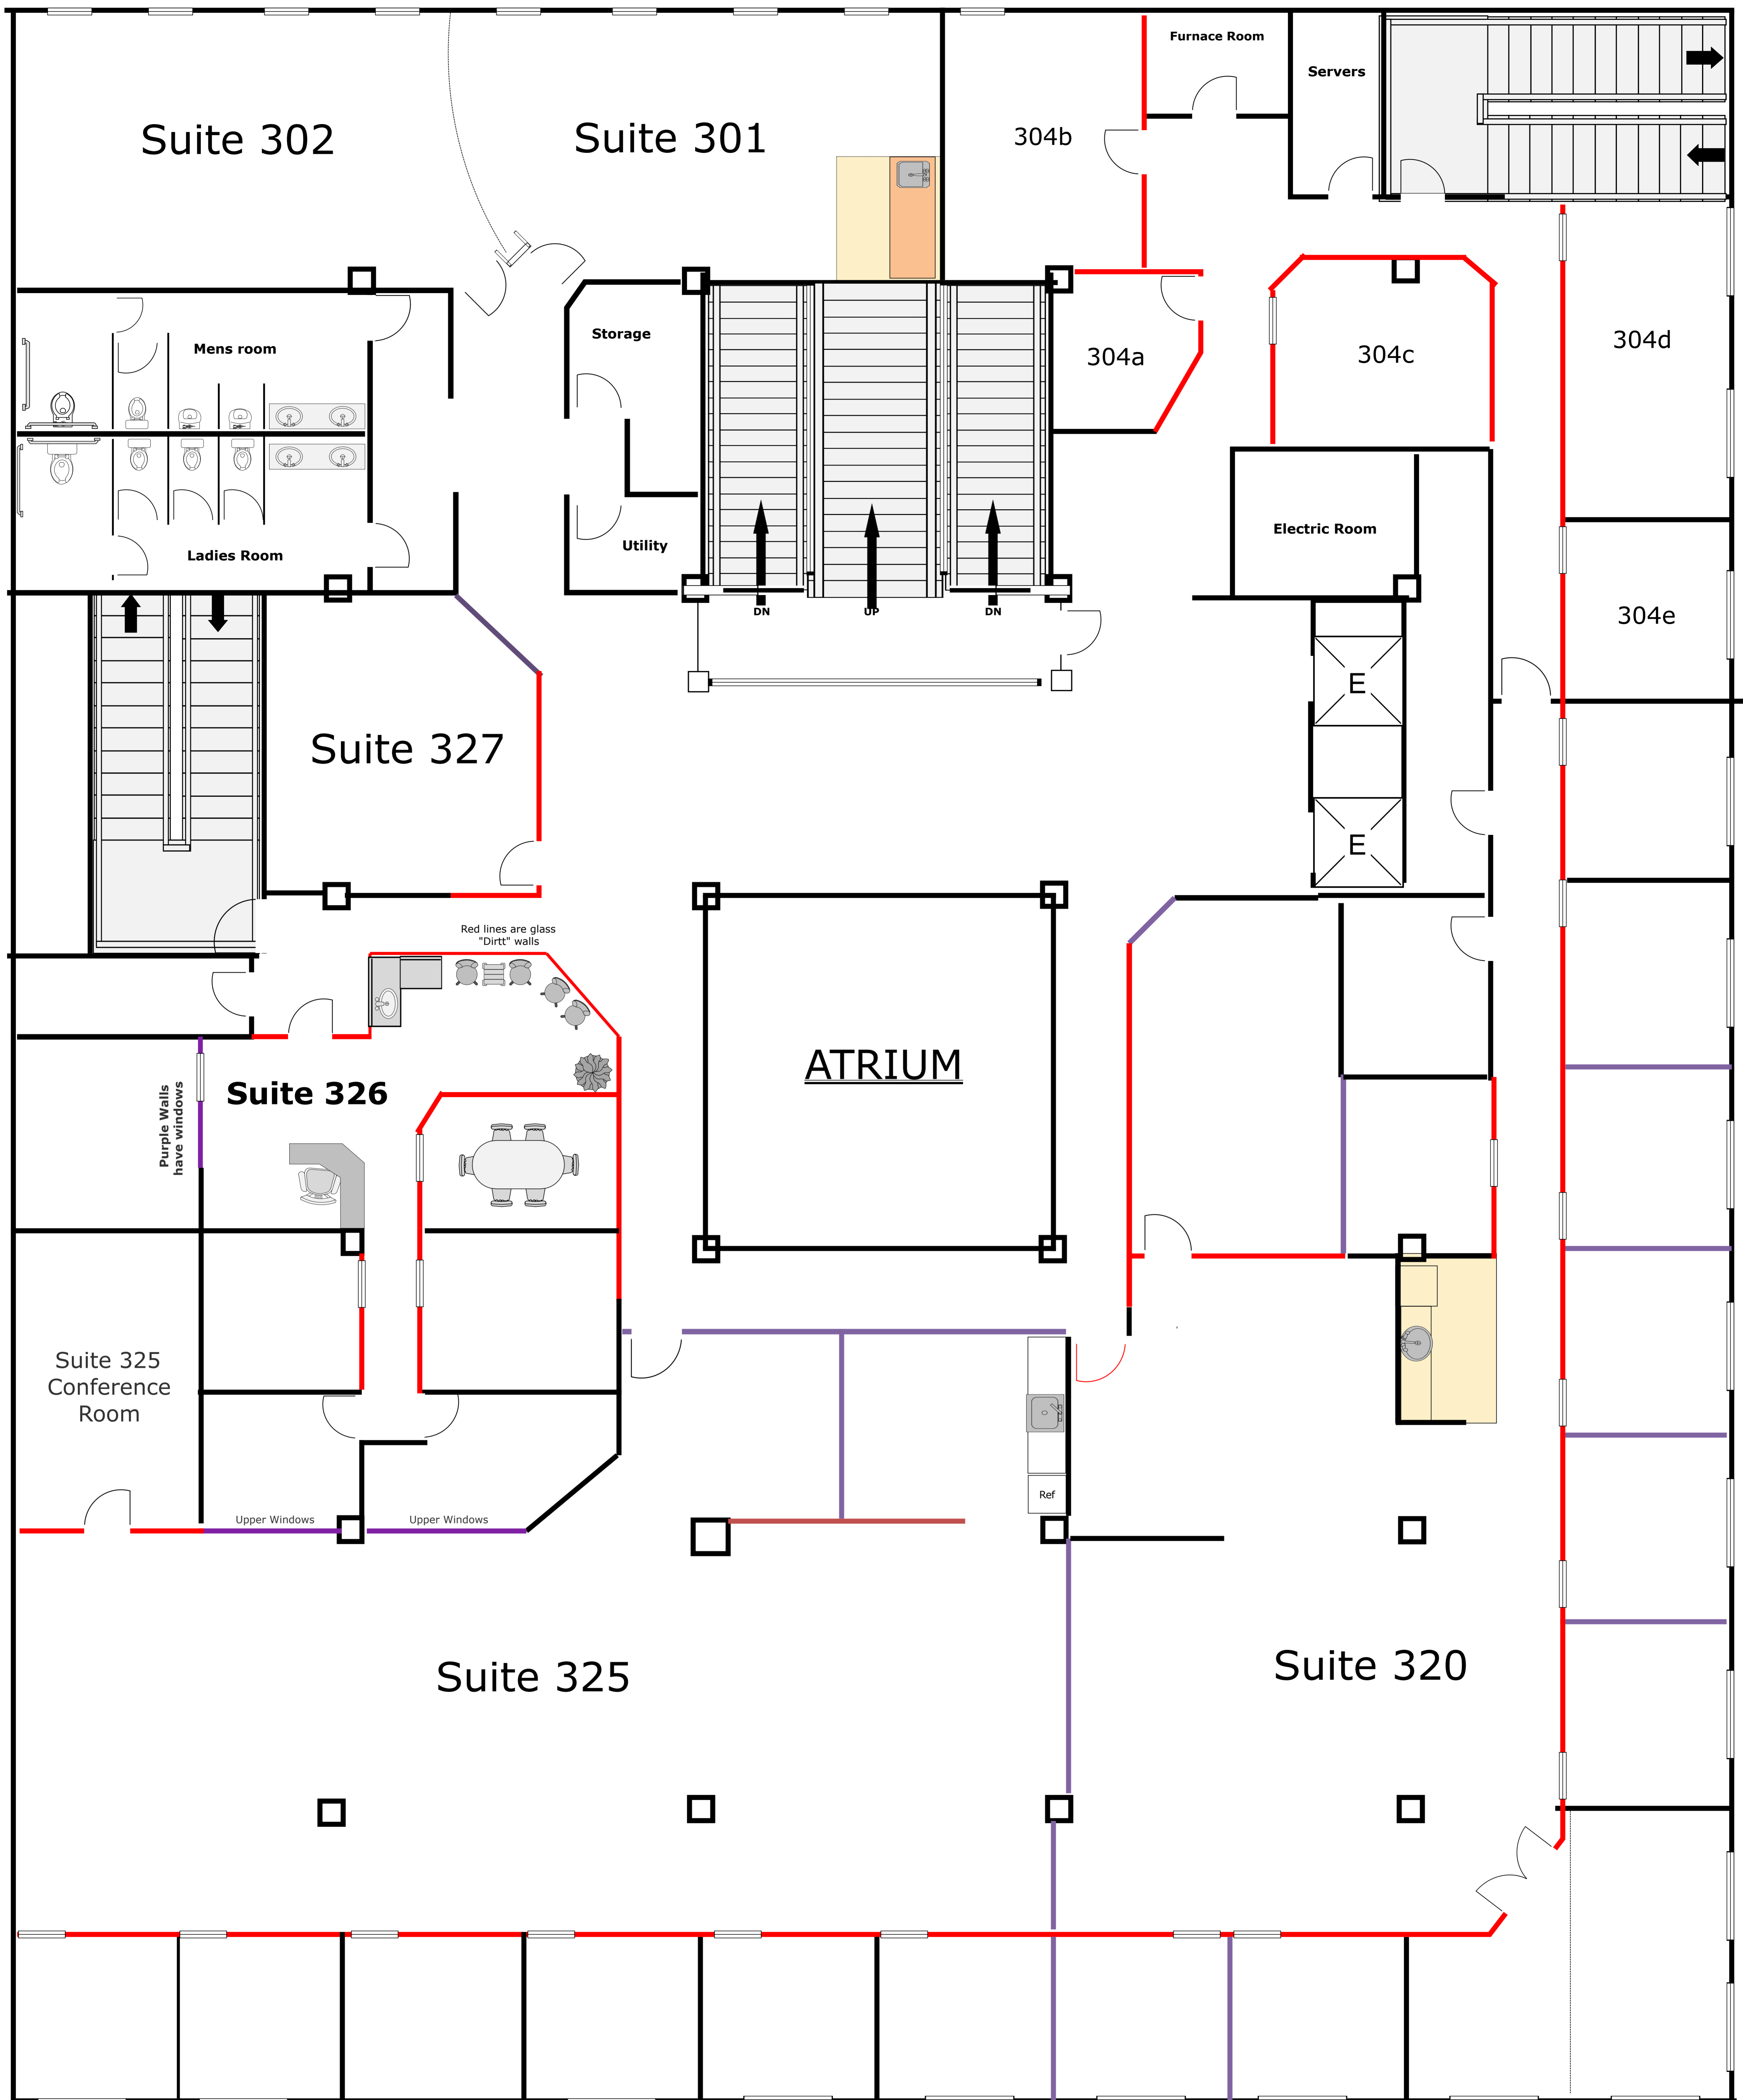 Furnace Room
Servers
Suite 302
Suite 301
304b
Storage
Mens room
304a
304c
304d
Electric Room
Utility
Ladies Room
DN
UP
DN
304e
E
Suite 327
E
Red lines are glass
"Dirtt" walls
ATRIUM
Purple Walls
have windows
Suite 326
Suite 325
Conference
Room
Ref
Upper Windows
Upper Windows
Suite 325
Suite 320